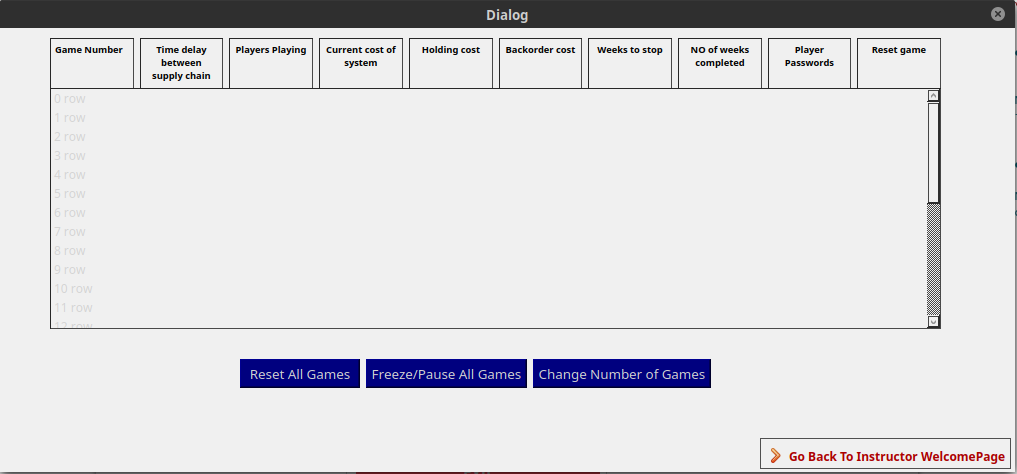 Dialog
Game Number
Time delay
between
supply chain
Players Playing
Current cost of
system
Holding cost
Backorder cost
Weeks to stop
NO of weeks
completed
Player
Passwords
Reset game
0 row
1 row
2 row
3 row
4 row
5 row
6 row
7 row
8 row
9 row
10 row
11 row
12 row
Reset All Games
Freeze/Pause All Games
Change Number of Games
Go Back To Instructor WelcomePage